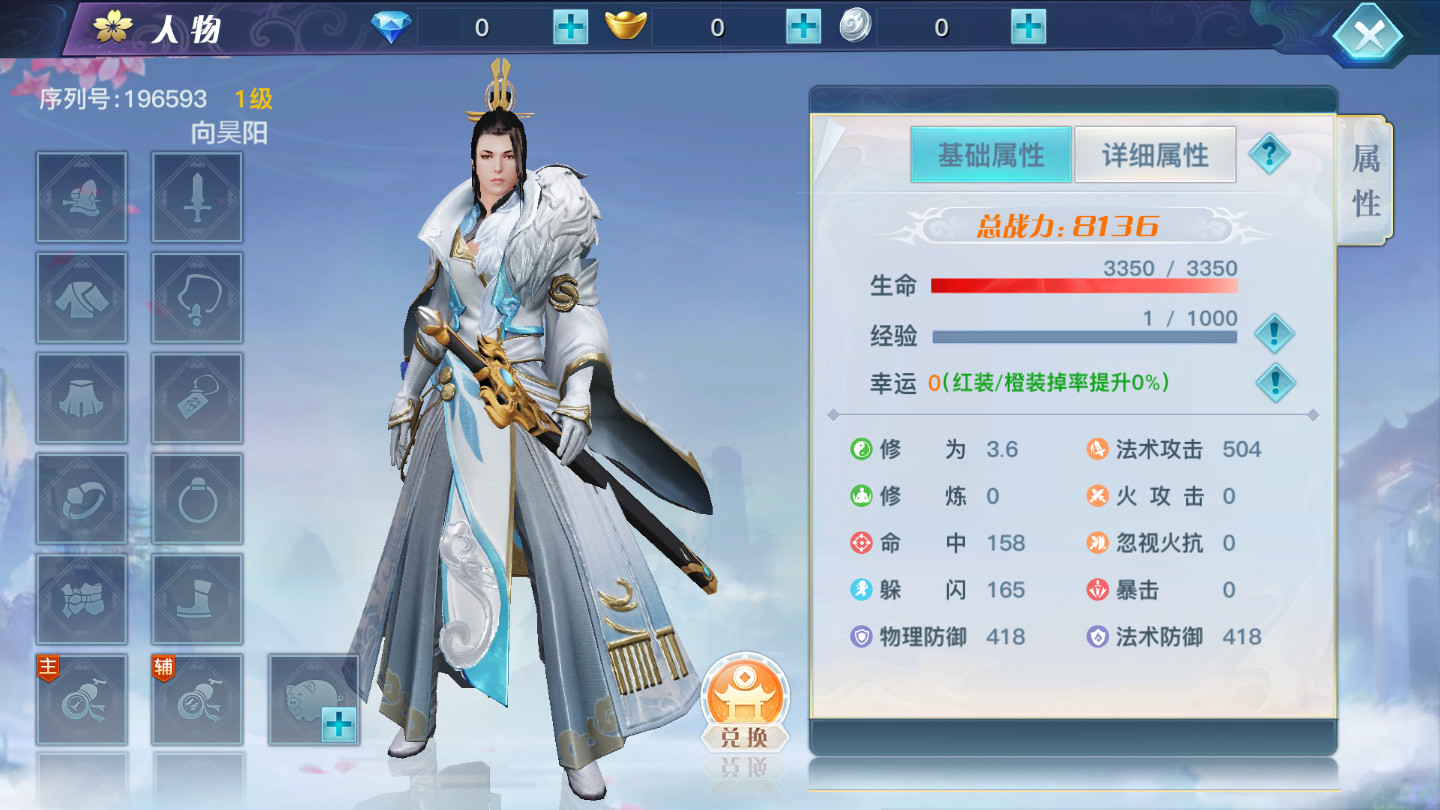 人物
0
0
0
序列号:196593 1级
向昊阳
基础属性
详细属性
?
属性
总战力:8136
生命 3350 / 3350
经验 1 / 1000
幸运 0(红装/橙装掉率提升0%)
修为 3.6 法术攻击 504
修炼 0 火攻击 0
命中 158 忽视火抗 0
躲闪 165 暴击 0
物理防御 418 法术防御 418
主
辅
兑换